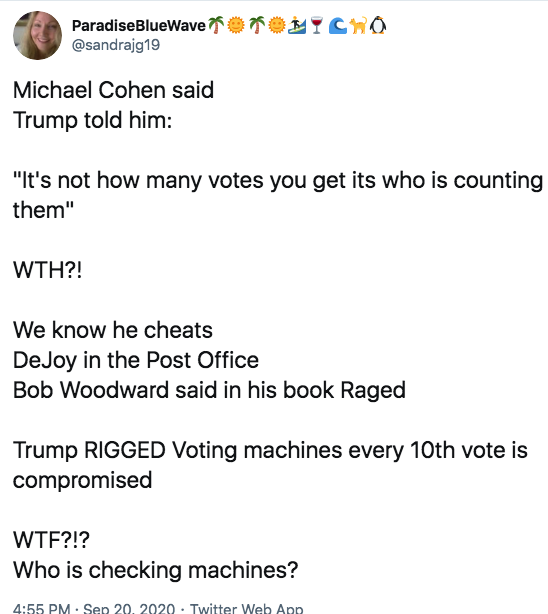 ParadiseBlueWave🌴🌞🌴🌞🏄🍷🌊🐈🐧
@sandrajg19
Michael Cohen said
Trump told him:
"It's not how many votes you get its who is counting
them"
WTH?!
We know he cheats
DeJoy in the Post Office
Bob Woodward said in his book Raged
Trump RIGGED Voting machines every 10th vote is
compromised
WTF?!?
Who is checking machines?
4:55 PM · Sep 20, 2020 · Twitter Web App